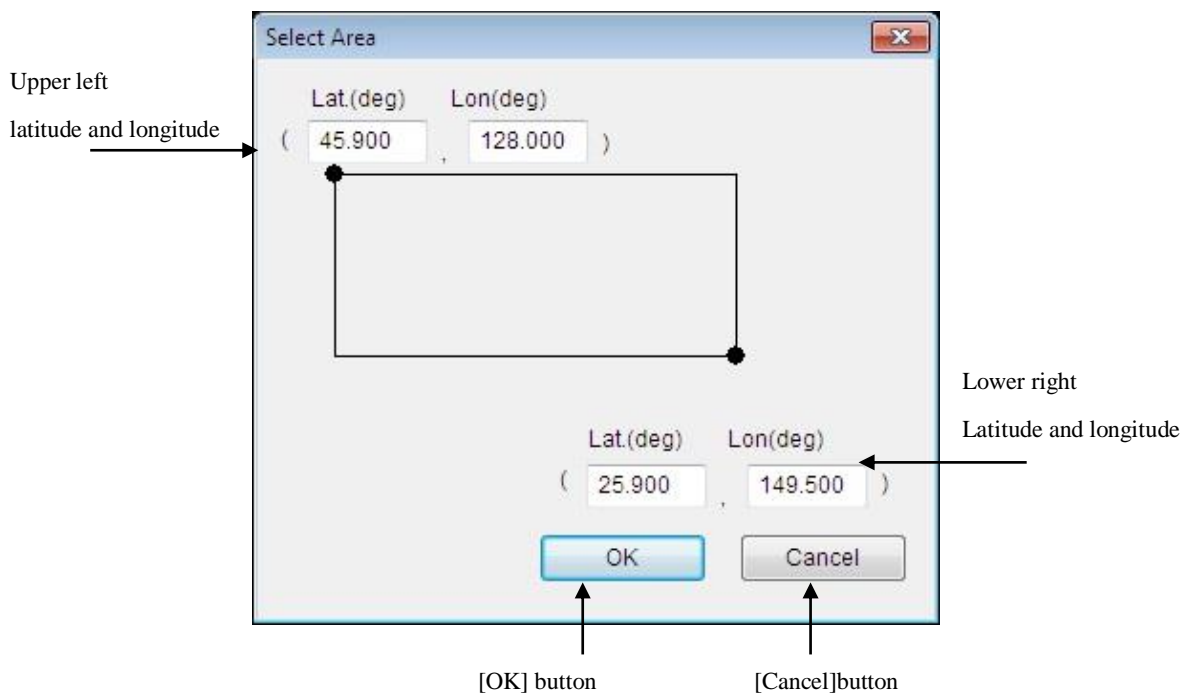 Select Area
Upper left
latitude and longitude
Lat.(deg) Lon(deg)
( 45.900 , 128.000 )
Lower right
Latitude and longitude
Lat.(deg) Lon(deg)
( 25.900 , 149.500 )
OK Cancel
[OK] button [Cancel]button